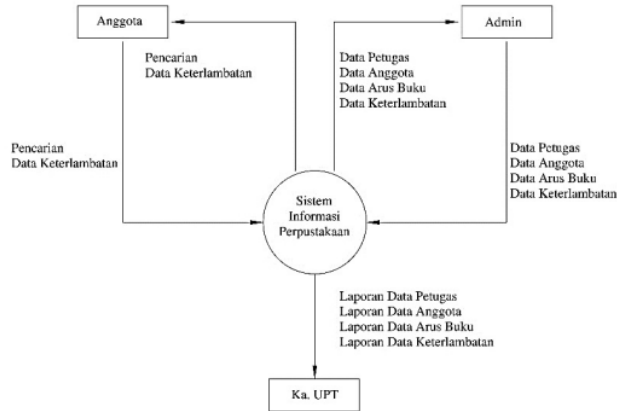 Anggota
Admin
Pencarian
Data Keterlambatan
Data Petugas
Data Anggota
Data Arus Buku
Data Keterlambatan
Pencarian
Data Keterlambatan
Data Petugas
Data Anggota
Data Arus Buku
Data Keterlambatan
Sistem
Informasi
Perpustakaan
Laporan Data Petugas
Laporan Data Anggota
Laporan Data Arus Buku
Laporan Data Keterlambatan
Ka. UPT